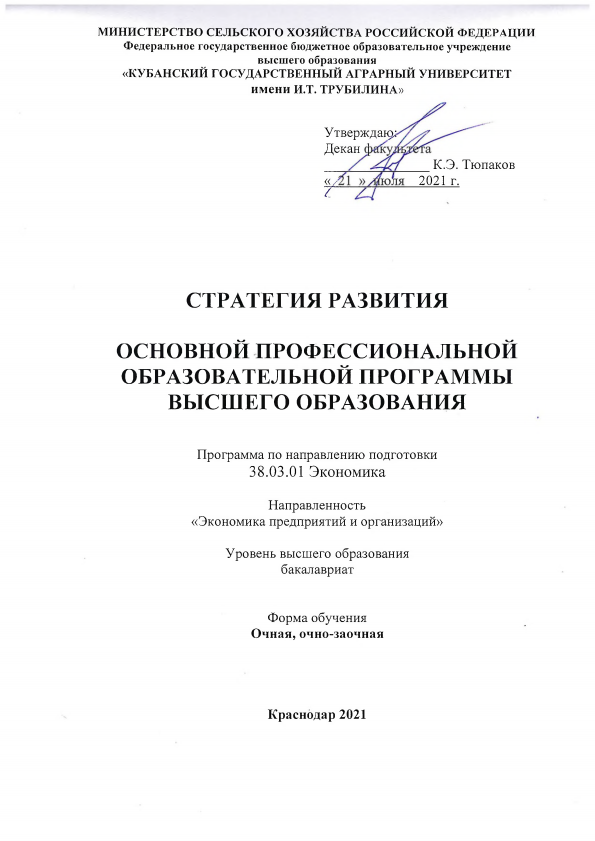 МИНИСТЕРСТВО СЕЛЬСКОГО ХОЗЯЙСТВА РОССИЙСКОЙ ФЕДЕРАЦИИ
Федеральное государственное бюджетное образовательное учреждение
высшего образования
«КУБАНСКИЙ ГОСУДАРСТВЕННЫЙ АГРАРНЫЙ УНИВЕРСИТЕТ
имени И.Т. ТРУБИЛИНА»
Утверждаю:
Декан факультета
_______________ К.Э. Тюпаков
« 21 » июля 2021 г.
СТРАТЕГИЯ РАЗВИТИЯ
ОСНОВНОЙ ПРОФЕССИОНАЛЬНОЙ
ОБРАЗОВАТЕЛЬНОЙ ПРОГРАММЫ
ВЫСШЕГО ОБРАЗОВАНИЯ
Программа по направлению подготовки
38.03.01 Экономика
Направленность
«Экономика предприятий и организаций»
Уровень высшего образования
бакалавриат
Форма обучения
Очная, очно-заочная
Краснодар 2021